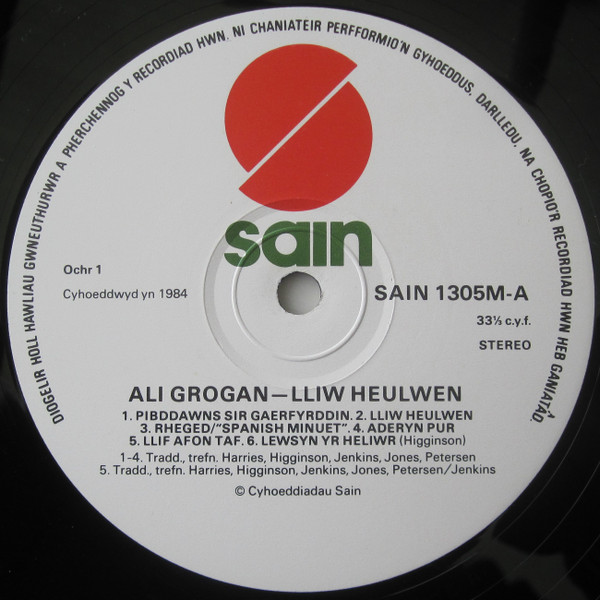 DIOGELIR HOLL HAWLIAU GWNEUTHURWR A PHERCHENNOG Y RECORDIAD HWN. NI CHANIATEIR PERFFORMIO'N GYHOEDDUS, DARLLEDU, NA CHOPIO'R RECORDIAD HWN HEB GANIATÂD.
sain
Ochr 1
Cyhoeddwyd yn 1984
SAIN 1305M-A
33⅓ c.y.f.
STEREO
ALI GROGAN—LLIW HEULWEN
1. PIBDDAWNS SIR GAERFYRDDIN. 2. LLIW HEULWEN
3. RHEGED/“SPANISH MINUET”. 4. ADERYN PUR
5. LLIF AFON TAF. 6. LEWSYN YR HELIWR (Higginson)
1-4. Tradd., trefn. Harries, Higginson, Jenkins, Jones, Petersen
5. Tradd., trefn. Harries, Higginson, Jenkins, Jones, Petersen/Jenkins
© Cyhoeddiadau Sain